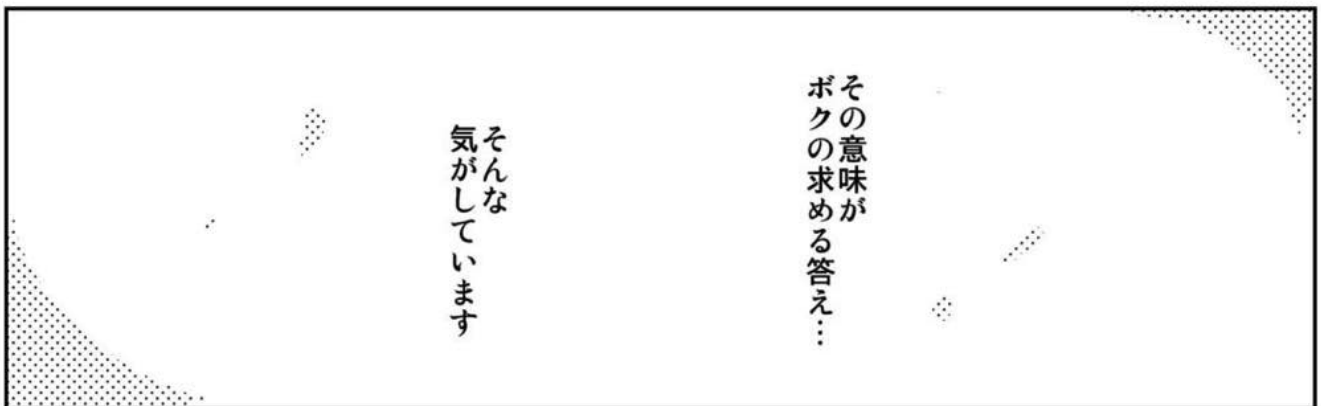 その意味が
ボクの求める答え…
そんな
気がしています